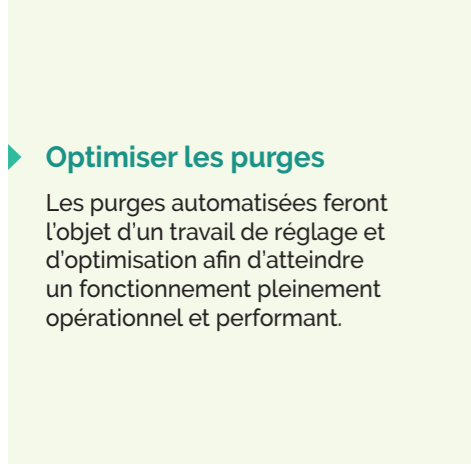 Optimiser les purges
Les purges automatisées feront
l’objet d’un travail de réglage et
d’optimisation afin d’atteindre
un fonctionnement pleinement
opérationnel et performant.